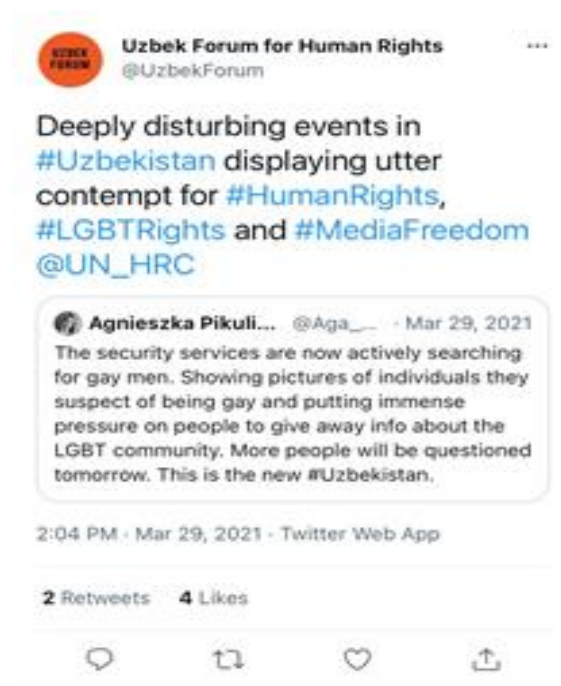 UZBEK
FORUM
Uzbek Forum for Human Rights
@UzbekForum
Deeply disturbing events in
#Uzbekistan displaying utter
contempt for #HumanRights,
#LGBTRights and #MediaFreedom
@UN_HRC
Agnieszka Pikuli... @Aga__... · Mar 29, 2021
The security services are now actively searching
for gay men. Showing pictures of individuals they
suspect of being gay and putting immense
pressure on people to give away info about the
LGBT community. More people will be questioned
tomorrow. This is the new #Uzbekistan.
2:04 PM · Mar 29, 2021 · Twitter Web App
2 Retweets 4 Likes